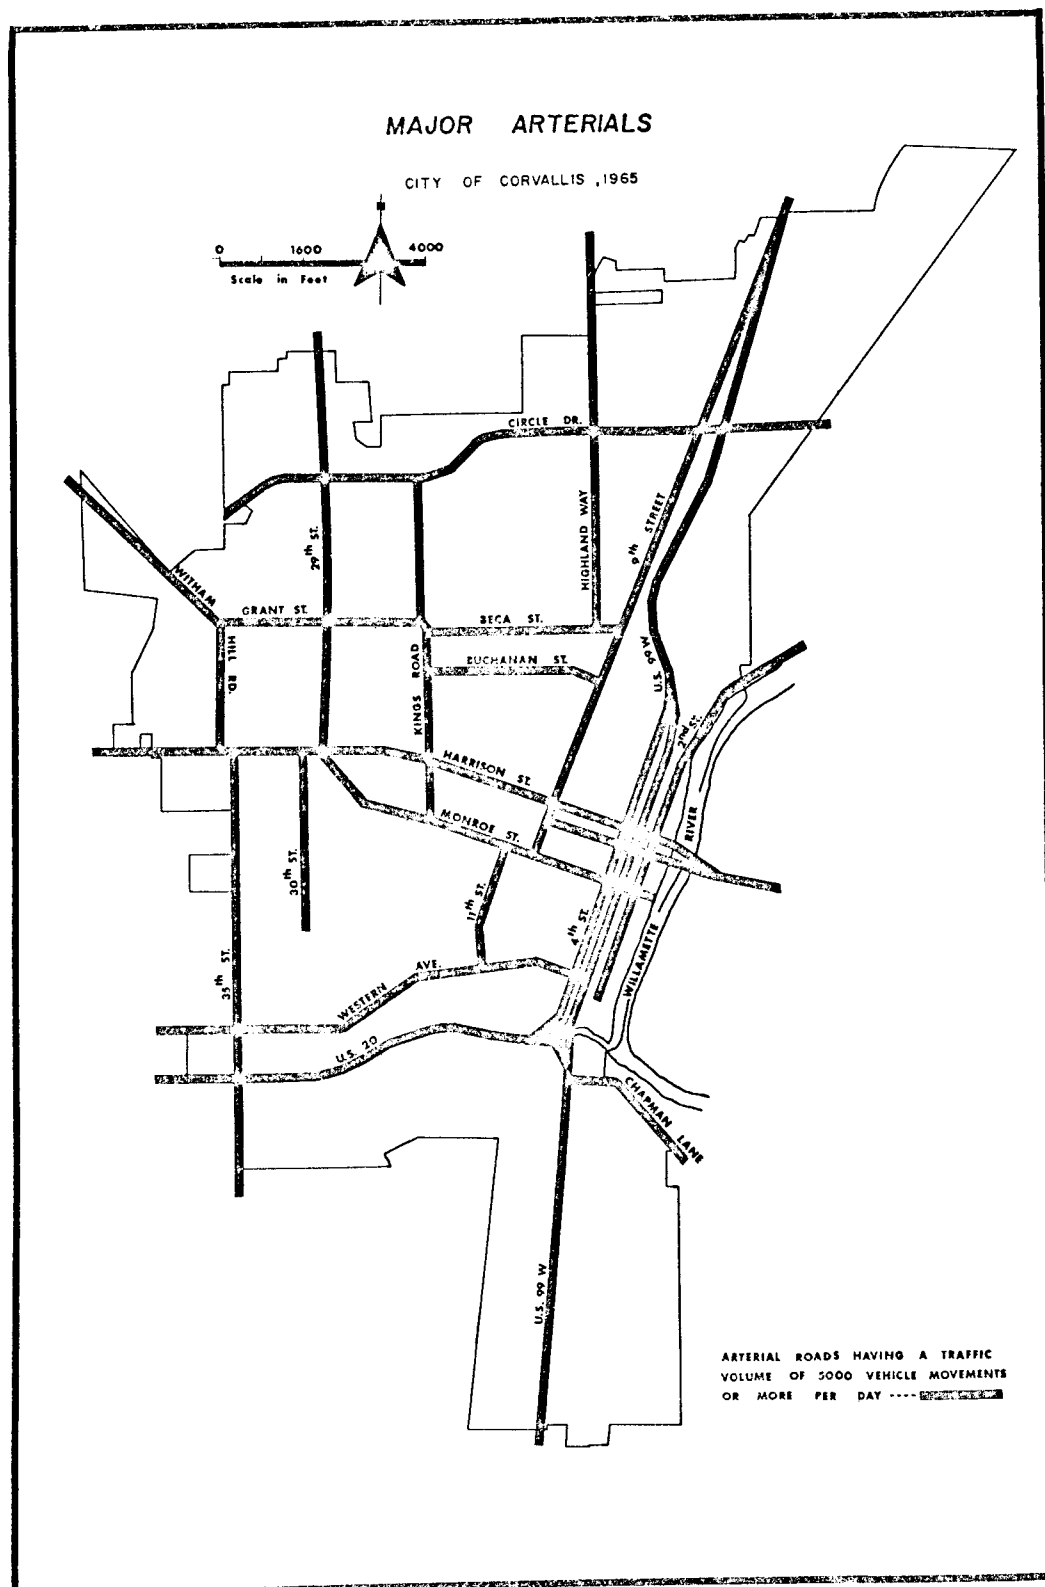 MAJOR ARTERIALS
CITY OF CORVALLIS, 1965
0 1600 4000
Scale in Feet
CIRCLE DR.
29th ST.
HIGHLAND WAY
9th STREET
WITHAM
HILL RD.
GRANT ST.
BECA ST.
BUCHANAN ST.
KINGS ROAD
U.S. 99W
2nd ST.
HARRISON ST.
MONROE ST.
RIVER
30th ST.
11th ST.
4th ST.
WILLAMETTE
35th ST.
WESTERN AVE.
U.S. 20
CHAPMAN LANE
U.S. 99 W
ARTERIAL ROADS HAVING A TRAFFIC
VOLUME OF 5000 VEHICLE MOVEMENTS
OR MORE PER DAY ----